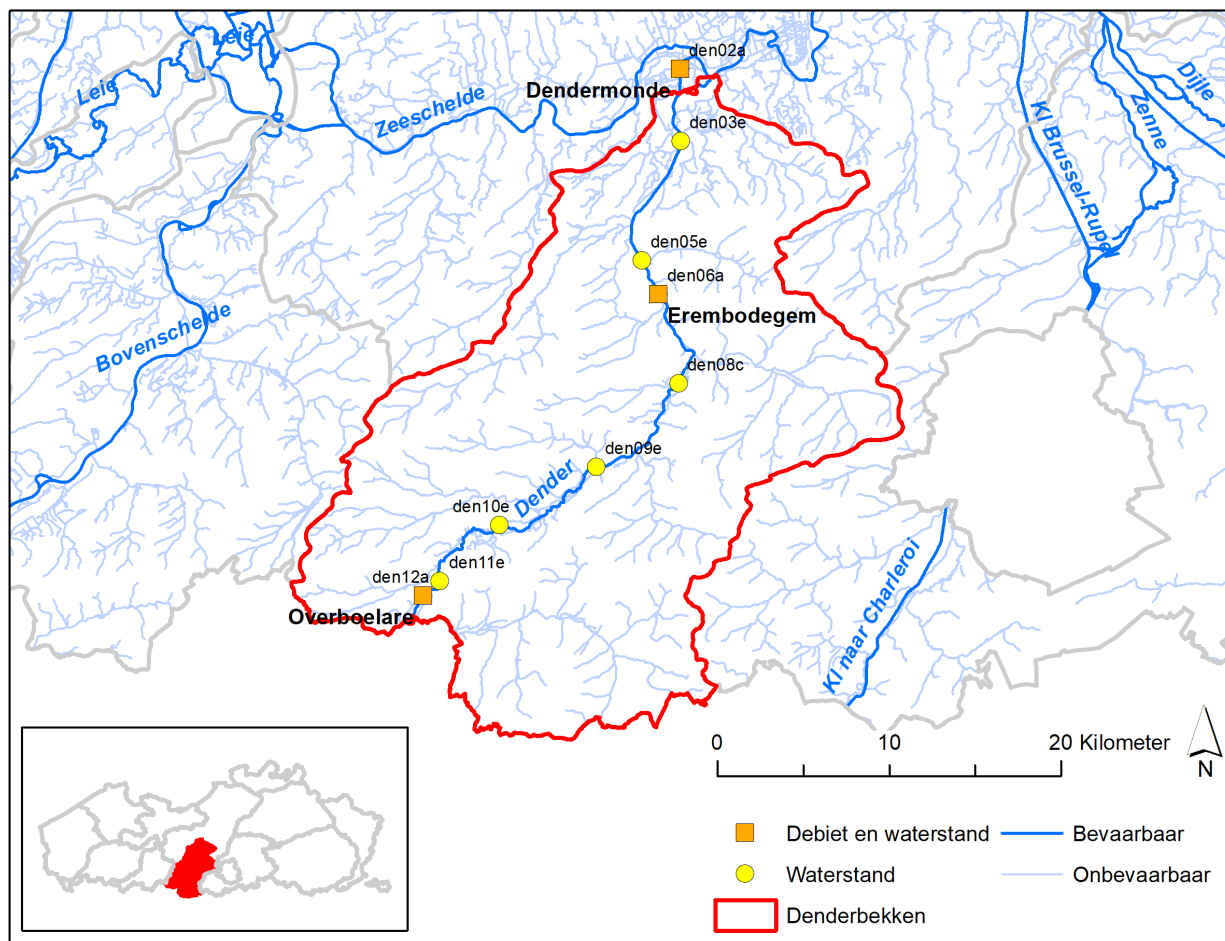 Leie
Leie
Zeeschelde
Bovenschelde
Dender
Kl Brussel-Rupe
Zenne
Dijle
Kl naar Charleroi
den02a
Dendermonde
den03e
den05e
den06a
Erembodegem
den08c
den09e
den10e
den11e
den12a
Overboelare
0 10 20 Kilometer
N
Debiet en waterstand
Bevaarbaar
Waterstand
Onbevaarbaar
Denderbekken